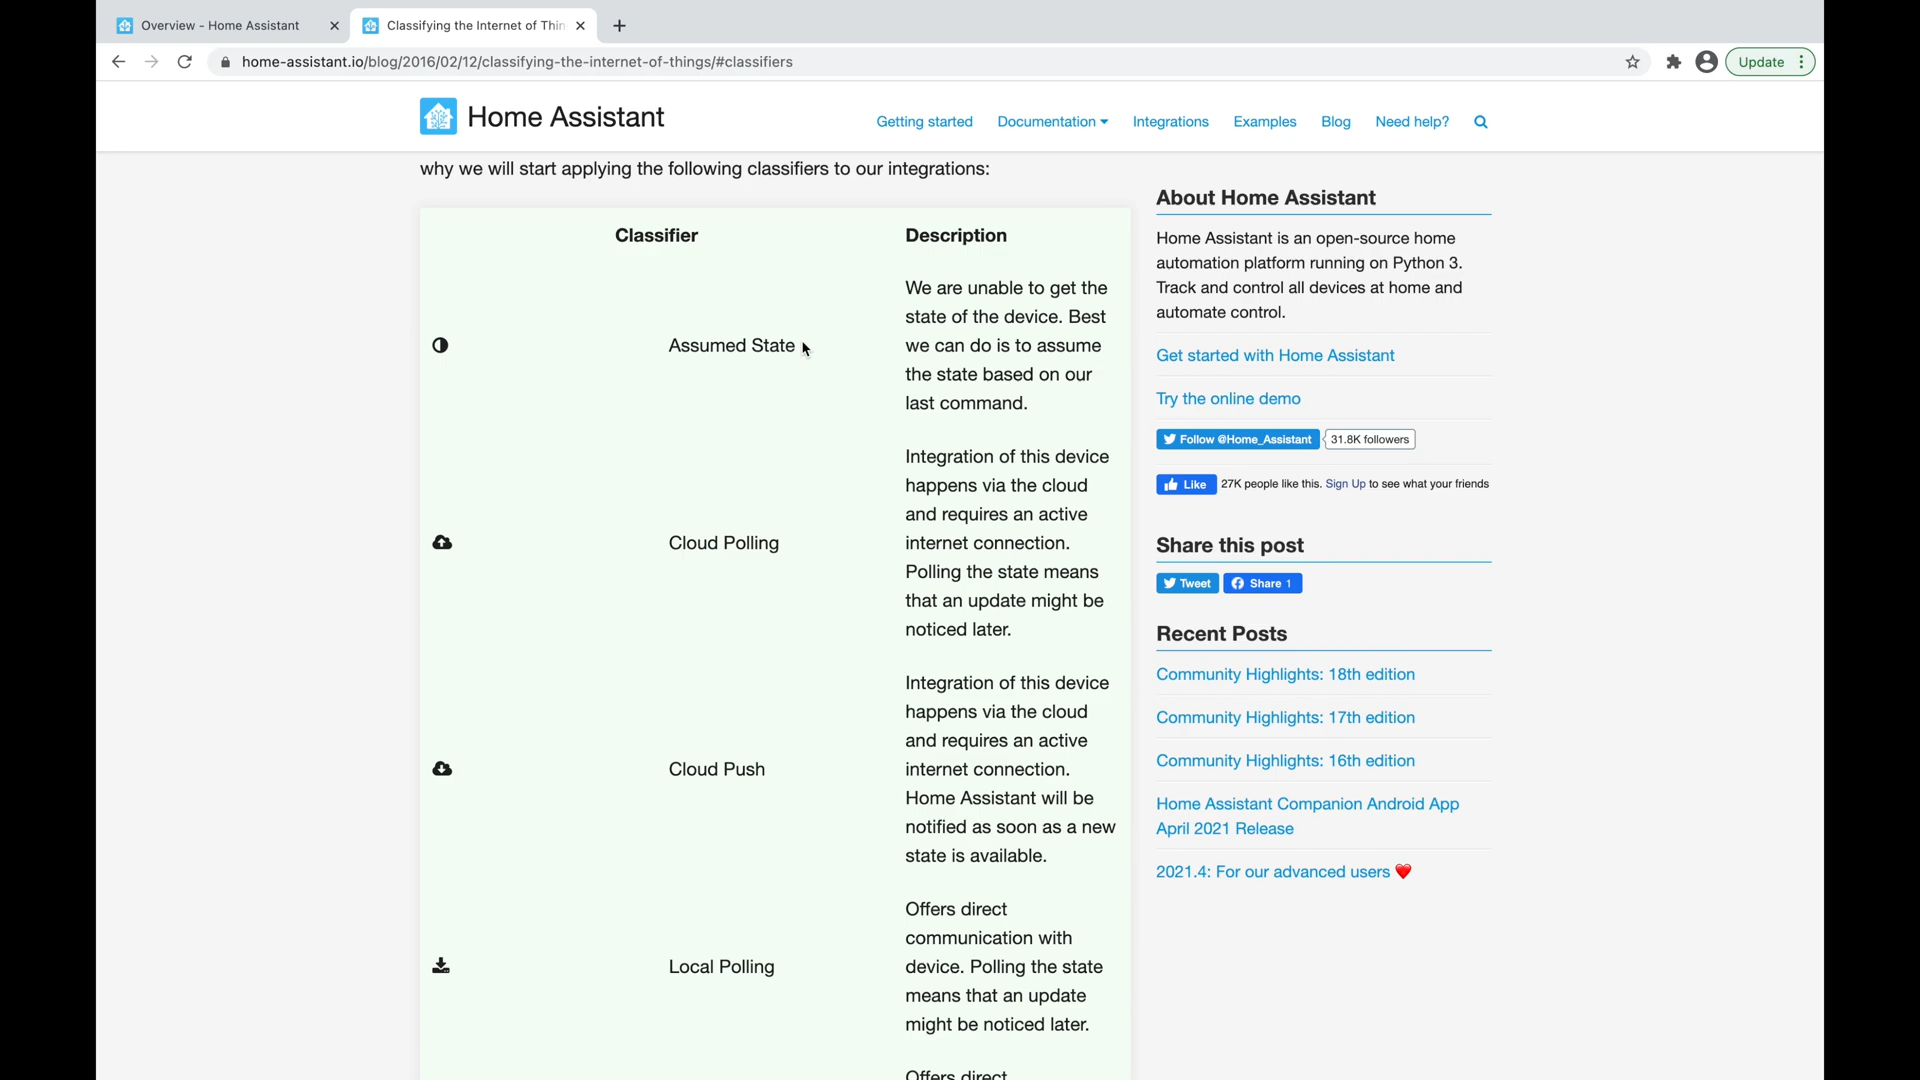 Overview - Home Assistant
Classifying the Internet of Thin
home-assistant.io/blog/2016/02/12/classifying-the-internet-of-things/#classifiers
Update
Home Assistant
Getting started
Documentation
Integrations
Examples
Blog
Need help?
why we will start applying the following classifiers to our integrations:
Classifier
Description
Assumed State
We are unable to get the
state of the device. Best
we can do is to assume
the state based on our
last command.
Cloud Polling
Integration of this device
happens via the cloud
and requires an active
internet connection.
Polling the state means
that an update might be
noticed later.
Cloud Push
Integration of this device
happens via the cloud
and requires an active
internet connection.
Home Assistant will be
notified as soon as a new
state is available.
Local Polling
Offers direct
communication with
device. Polling the state
means that an update
might be noticed later.
Offers direct
About Home Assistant
Home Assistant is an open-source home
automation platform running on Python 3.
Track and control all devices at home and
automate control.
Get started with Home Assistant
Try the online demo
Follow @Home_Assistant
31.8K followers
Like
27K people like this. Sign Up to see what your friends
Share this post
Tweet
Share 1
Recent Posts
Community Highlights: 18th edition
Community Highlights: 17th edition
Community Highlights: 16th edition
Home Assistant Companion Android App
April 2021 Release
2021.4: For our advanced users ❤️